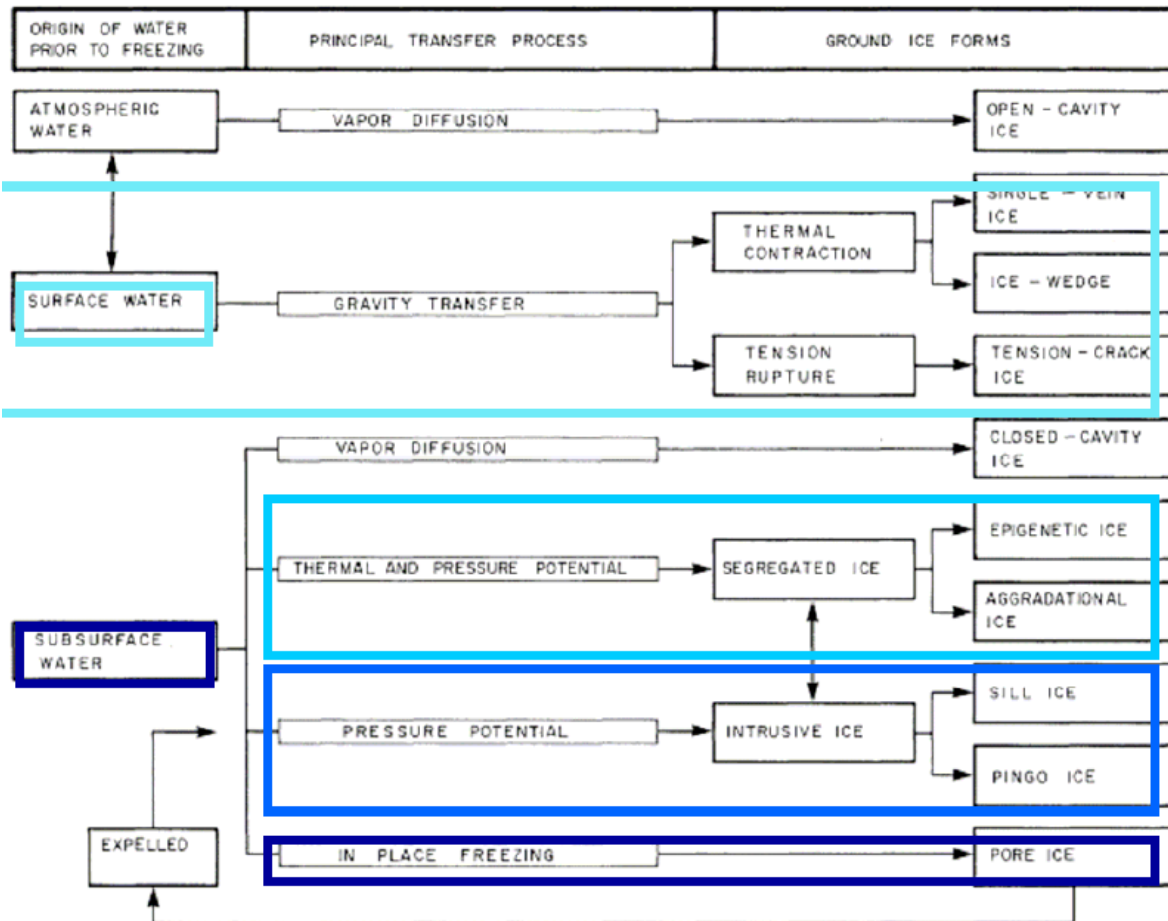 ORIGIN OF WATER
PRIOR TO FREEZING
PRINCIPAL TRANSFER PROCESS
GROUND ICE FORMS
ATMOSPHERIC
WATER
VAPOR DIFFUSION
OPEN - CAVITY
ICE
SINGLE - VEIN
ICE
THERMAL
CONTRACTION
ICE - WEDGE
SURFACE WATER
GRAVITY TRANSFER
TENSION
RUPTURE
TENSION - CRACK
ICE
VAPOR DIFFUSION
CLOSED - CAVITY
ICE
EPIGENETIC ICE
THERMAL AND PRESSURE POTENTIAL
SEGREGATED ICE
AGGRADATIONAL
ICE
SUBSURFACE
WATER
SILL ICE
PRESSURE POTENTIAL
INTRUSIVE ICE
PINGO ICE
EXPELLED
IN PLACE FREEZING
PORE ICE